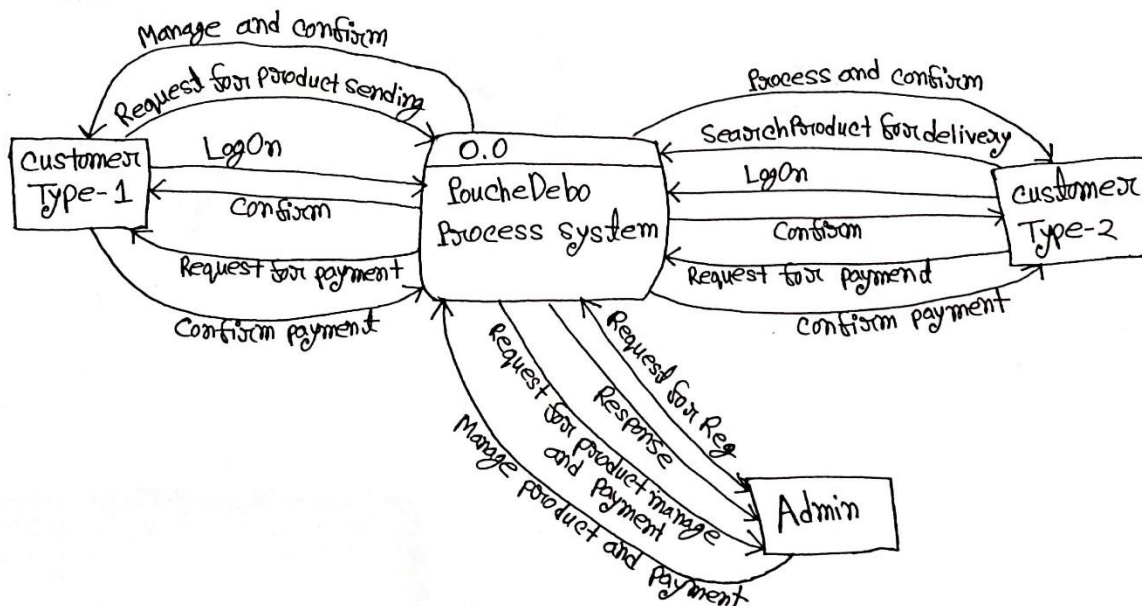 Manage and confirm
Request for product sending
LogOn
Confirm
Request for payment
Confirm payment
Customer
Type-1
0.0
PoucheDebo
Process system
Process and confirm
SearchProduct for delivery
LogOn
Confirm
Request for paymend
Confirm payment
Customer
Type-2
Request for Reg
Response
Request for product manage
and payment
Manage product and payment
Admin